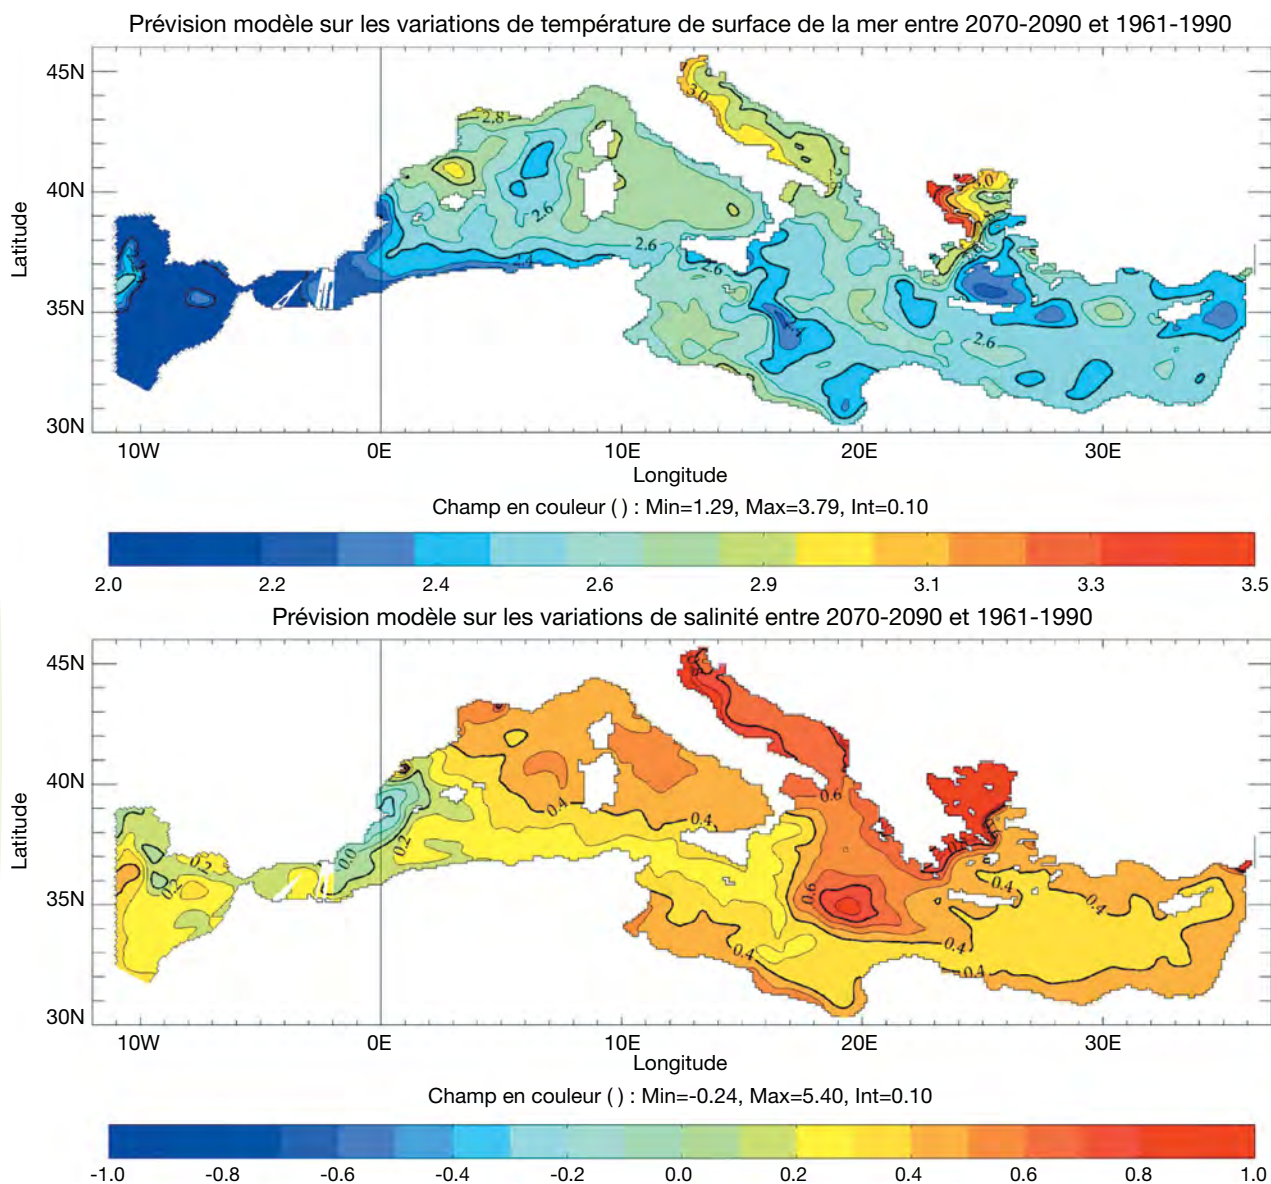 Prévision modèle sur les variations de température de surface de la mer entre 2070-2090 et 1961-1990
45N
40N
35N
30N
Latitude
2.8
3.0
2.6
2.6
2.4
2.6
2.6
10W 0E 10E 20E 30E
Longitude
Champ en couleur ( ) : Min=1.29, Max=3.79, Int=0.10
2.0 2.2 2.4 2.6 2.9 3.1 3.3 3.5
Prévision modèle sur les variations de salinité entre 2070-2090 et 1961-1990
45N
40N
35N
30N
Latitude
0.6
0.4
0.4
0.2
0.0
0.2
0.2
0.6
0.4
0.4
0.4
0.4
0.4
10W 0E 10E 20E 30E
Longitude
Champ en couleur ( ) : Min=-0.24, Max=5.40, Int=0.10
-1.0 -0.8 -0.6 -0.4 -0.2 0.0 0.2 0.4 0.6 0.8 1.0